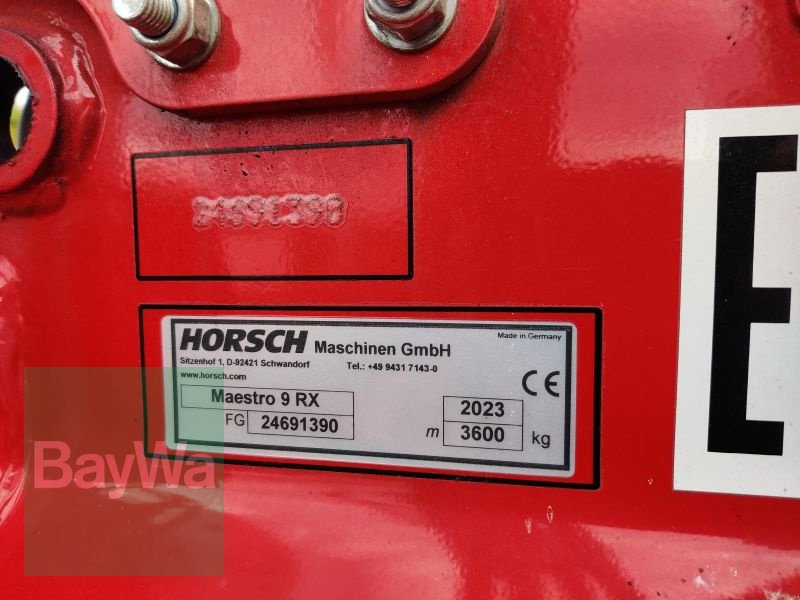 24691390
HORSCH Maschinen GmbH
Made in Germany
Sitzenhof 1, D-92421 Schwandorf Tel.: +49 9431 7143-0
www.horsch.com
CE
Maestro 9 RX
2023
FG 24691390
m 3600 kg
BayWa
E